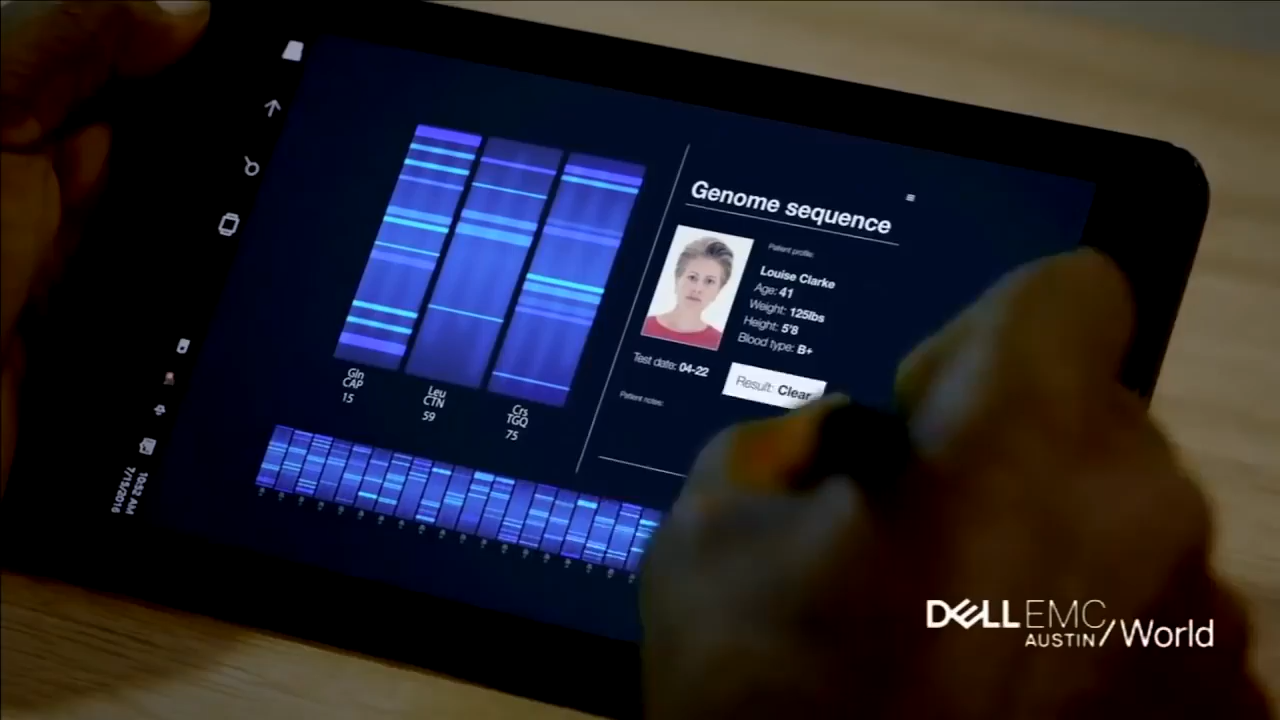 Genome sequence
Patient profile:
Louise Clarke
Age: 41
Weight: 125lbs
Height: 5'8
Blood type: B+
Test date: 04-22
Result: Clear
Patient notes:
Gln
CAP
15
Leu
CTN
59
Crs
TGQ
75
10:32 AM
7/15/2016
DELL EMC
AUSTIN / World